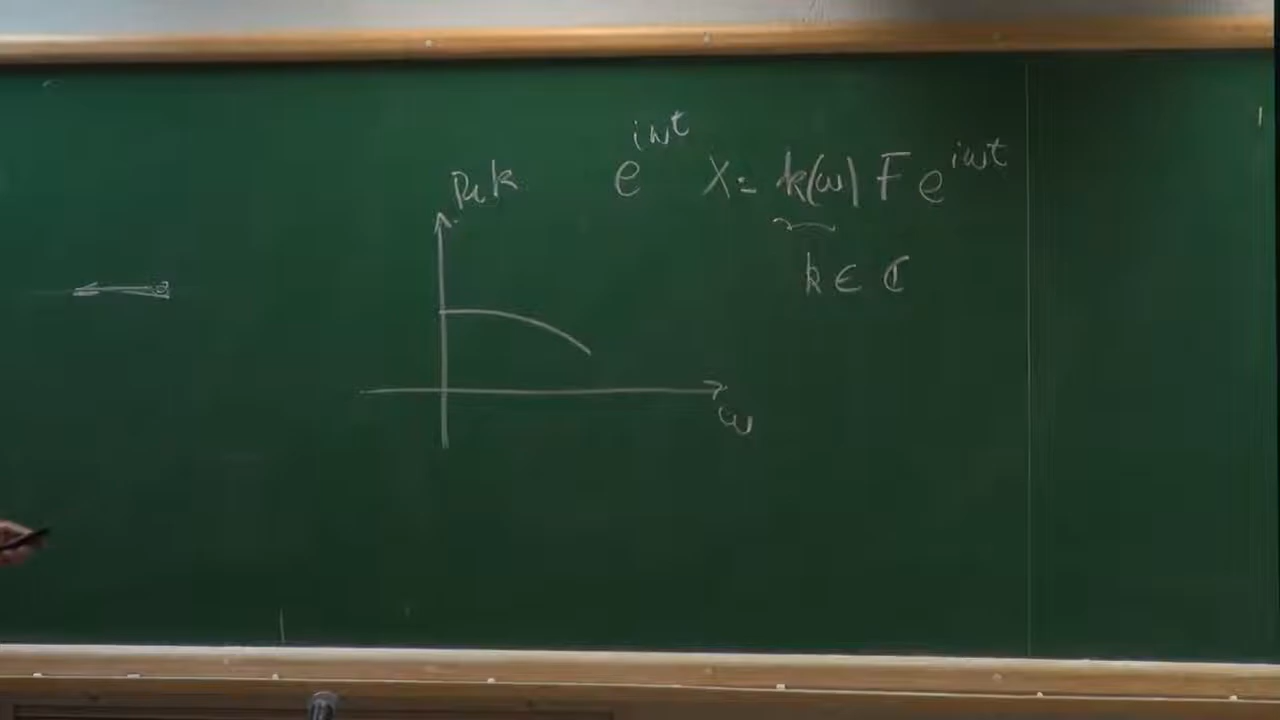 Re k
e^{iωt} X = k(ω) F e^{iωt}
k ∈ ℂ
ω